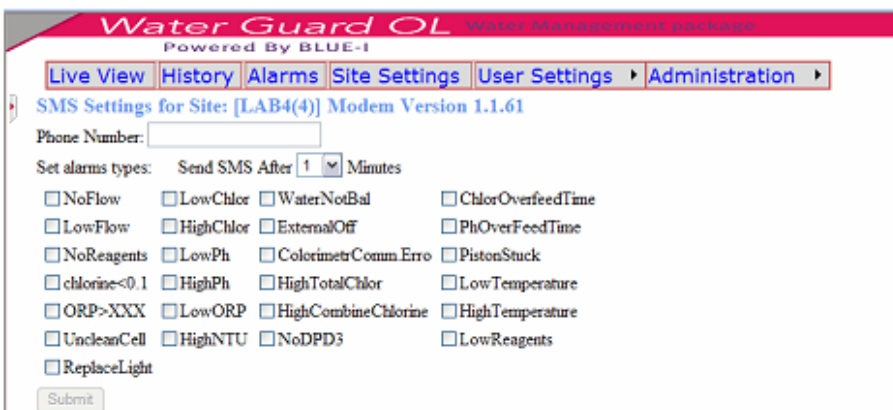 Water Guard OL Water Management package
Powered By BLUE-I
Live View History Alarms Site Settings User Settings Administration
SMS Settings for Site: [LAB4(4)] Modem Version 1.1.61
Phone Number:
Set alarms types: Send SMS After 1 Minutes
NoFlow LowChlor WaterNotBal ChlorOverfeedTime
LowFlow HighChlor ExternalOff PhOverFeedTime
NoReagents LowPh ColorimetrComm.Erro PistonStuck
chlorine<0.1 HighPh HighTotalChlor LowTemperature
ORP>XXX LowORP HighCombineChlorine HighTemperature
UncleanCell HighNTU NoDPD3 LowReagents
ReplaceLight
Submit